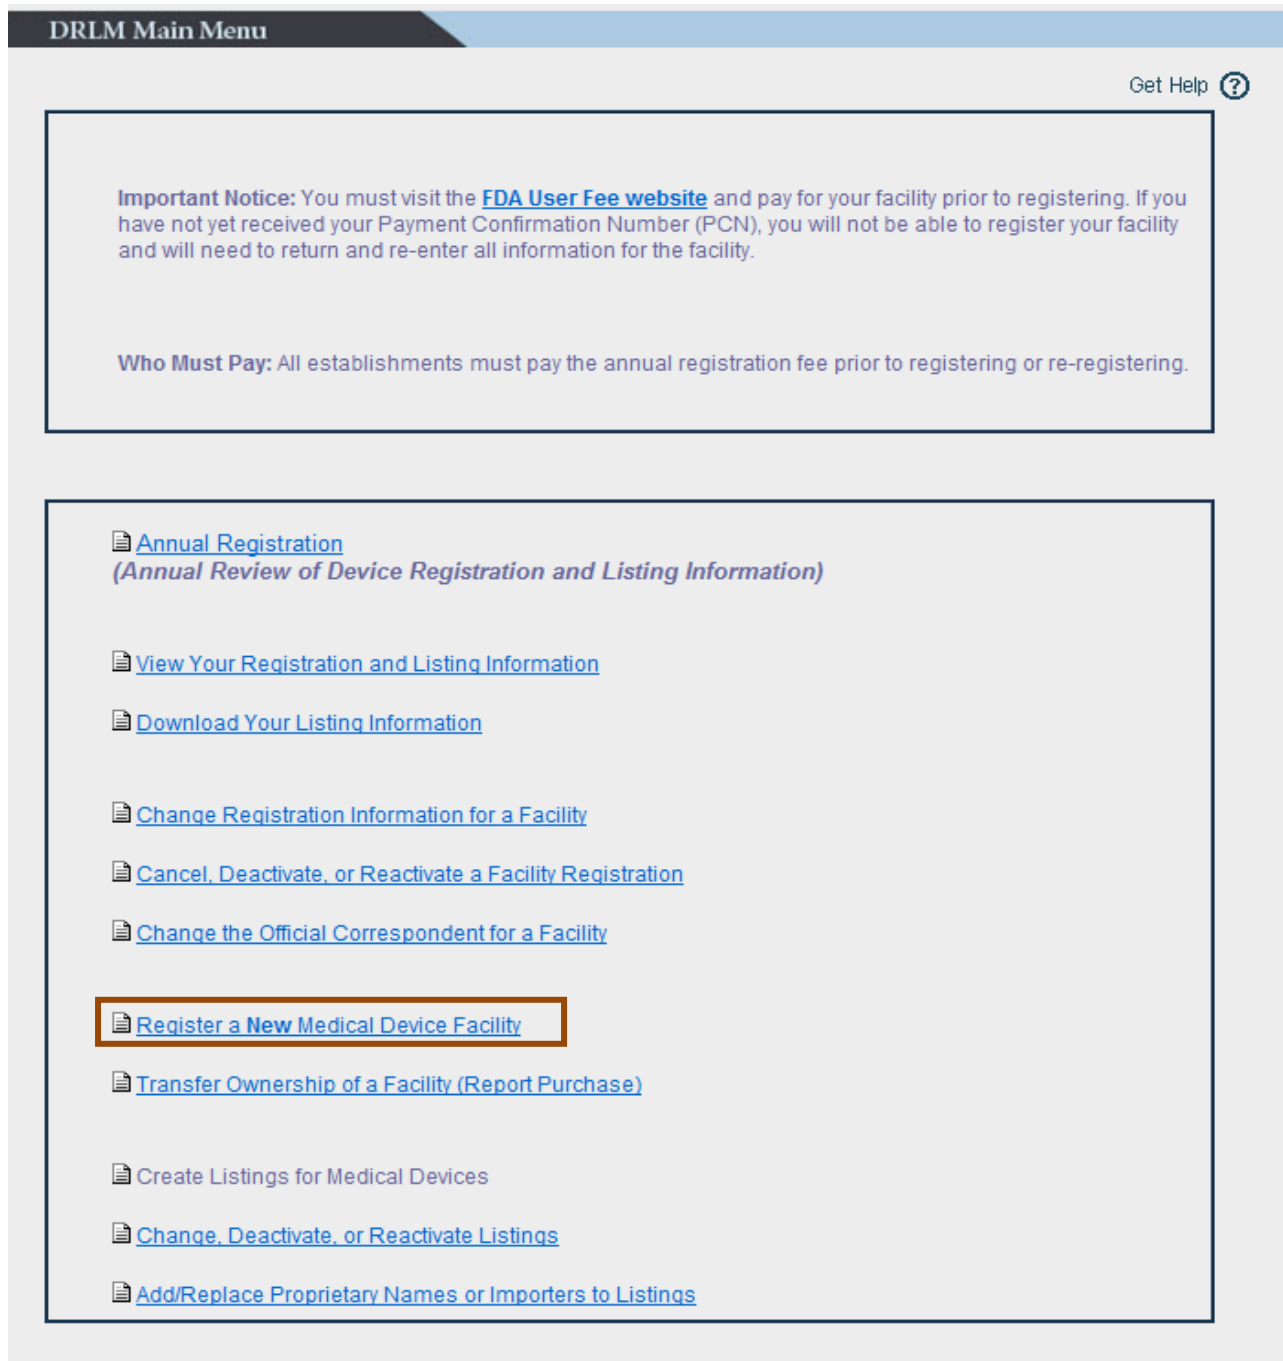 DRLM Main Menu
Get Help ?
Important Notice: You must visit the FDA User Fee website and pay for your facility prior to registering. If you
have not yet received your Payment Confirmation Number (PCN), you will not be able to register your facility
and will need to return and re-enter all information for the facility.
Who Must Pay: All establishments must pay the annual registration fee prior to registering or re-registering.
Annual Registration
(Annual Review of Device Registration and Listing Information)
View Your Registration and Listing Information
Download Your Listing Information
Change Registration Information for a Facility
Cancel, Deactivate, or Reactivate a Facility Registration
Change the Official Correspondent for a Facility
Register a New Medical Device Facility
Transfer Ownership of a Facility (Report Purchase)
Create Listings for Medical Devices
Change, Deactivate, or Reactivate Listings
Add/Replace Proprietary Names or Importers to Listings